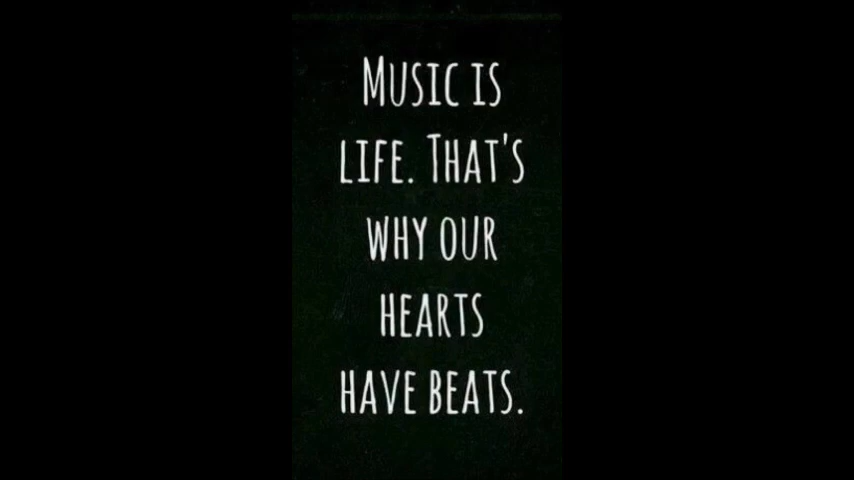 MUSIC IS
LIFE. THAT'S
WHY OUR
HEARTS
HAVE BEATS.